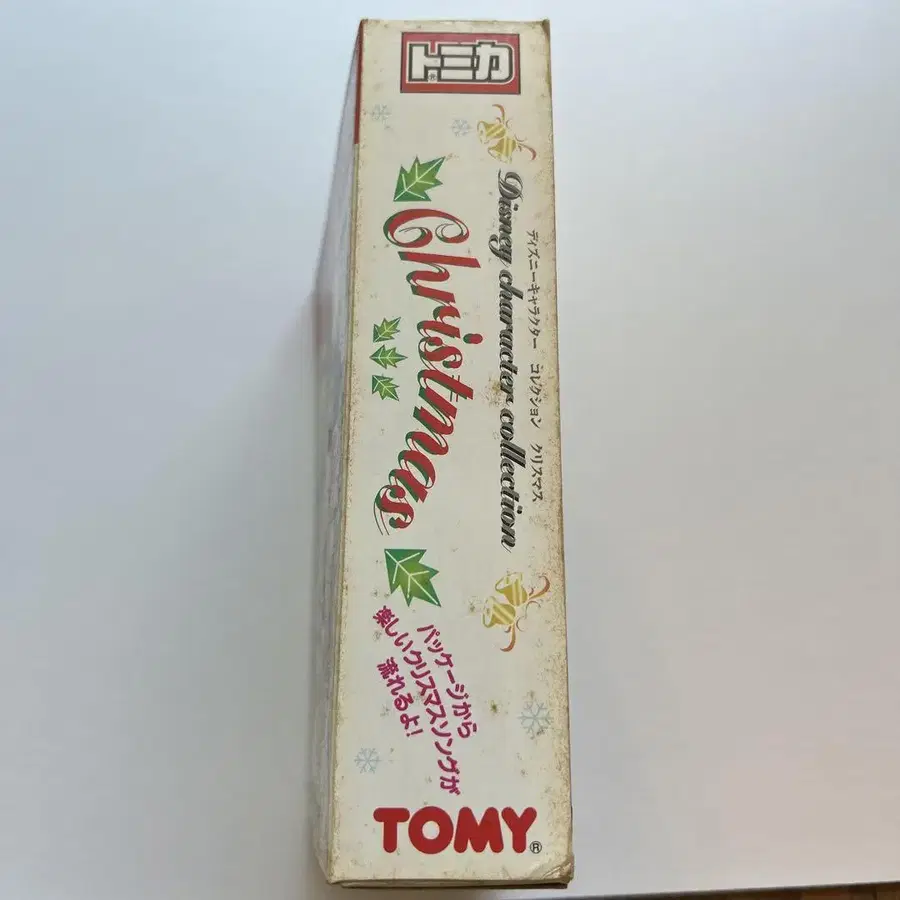 トミカ®
Disney character collection
ディズニーキャラクター コレクション クリスマス
Christmas
パッケージから
楽しいクリスマスソングが
流れるよ!
TOMY®